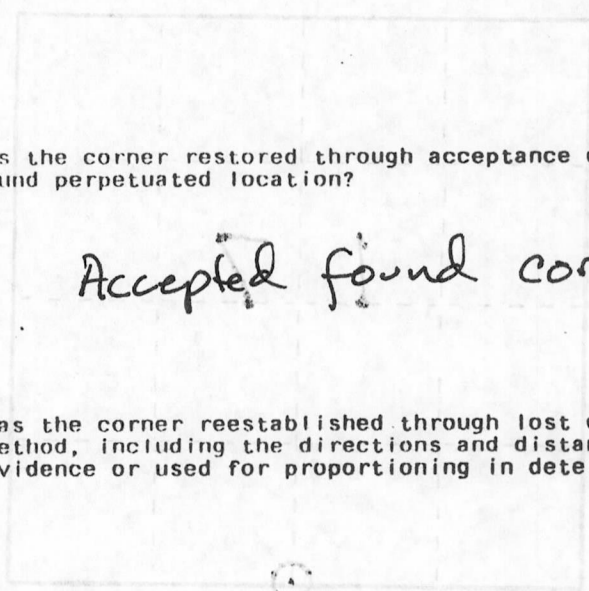 s the corner restored through acceptance
und perpetuated location?
Accepted found cor
as the corner reestablished through lost
ethod, including the directions and distan
vidence or used for proportioning in dete